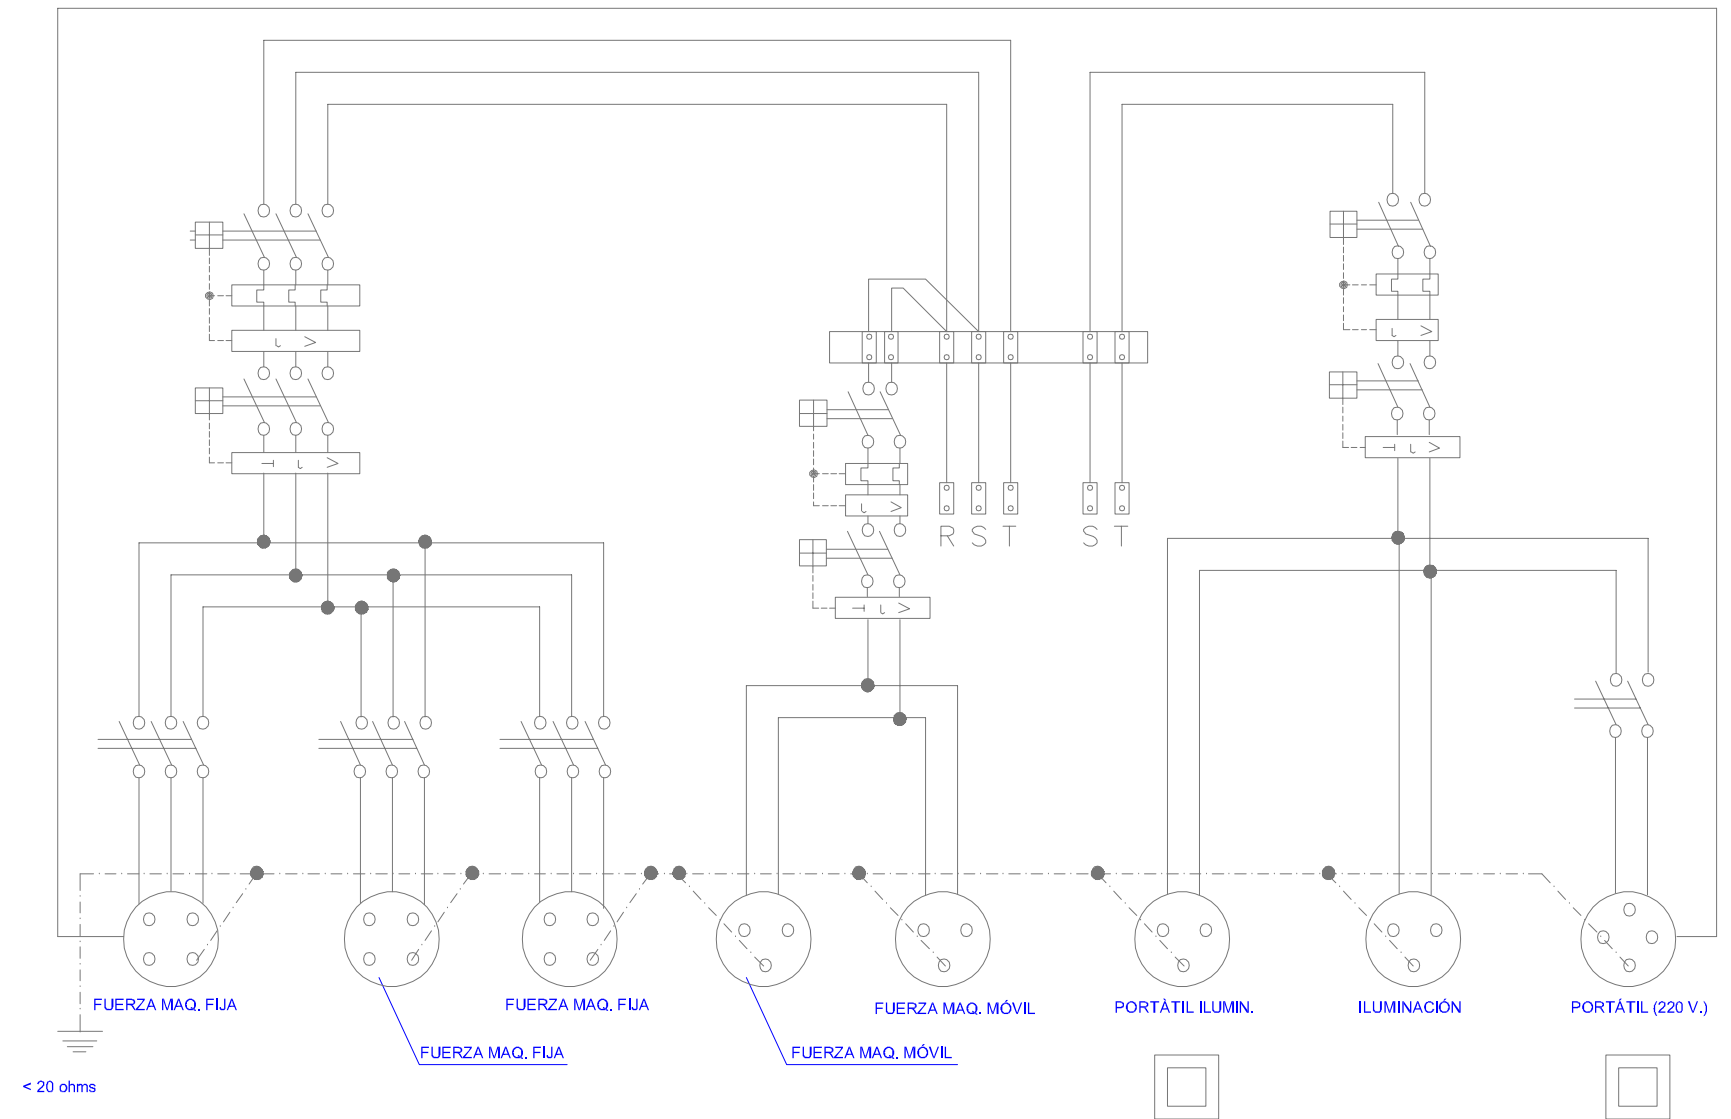 R S T S T
FUERZA MAQ. FIJA
FUERZA MAQ. FIJA
FUERZA MAQ. MÓVIL
PORTÀTIL ILUMIN.
ILUMINACIÓN
PORTÁTIL (220 V.)
FUERZA MAQ. FIJA
FUERZA MAQ. MÓVIL
< 20 ohms